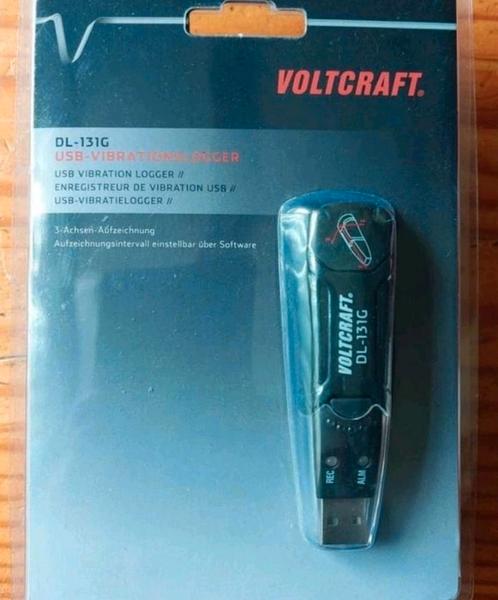 VOLTCRAFT®
DL-131G
USB-VIBRATIONSLOGGER
USB VIBRATION LOGGER //
ENREGISTREUR DE VIBRATION USB //
USB-VIBRATIELOGGER //
3-Achsen-Aufzeichnung
Aufzeichnungsintervall einstellbar über Software
VOLTCRAFT®
DL-131G
REC
ALM